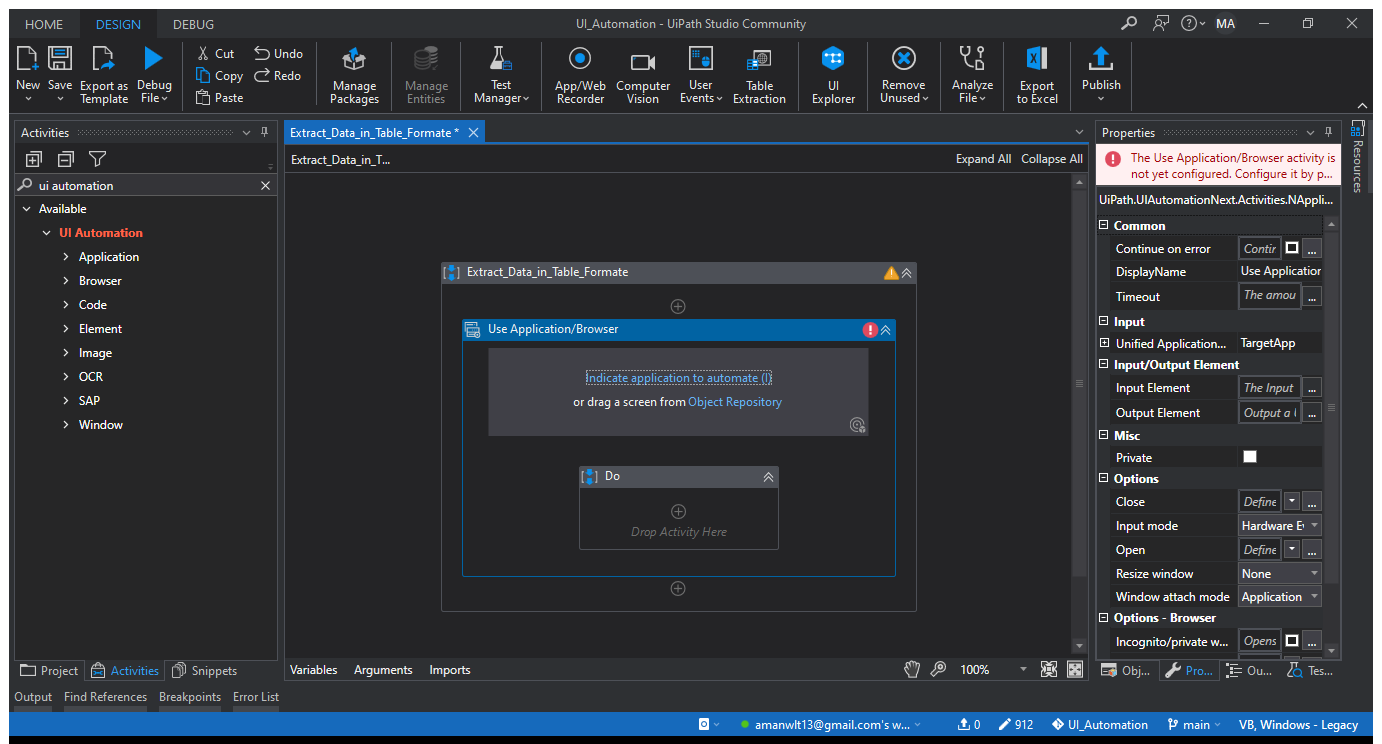 HOME DESIGN DEBUG UI_Automation - UiPath Studio Community MA
New Save Export as Template Debug File Cut Copy Paste Undo Redo Manage Packages Manage Entities Test Manager App/Web Recorder Computer Vision User Events Table Extraction UI Explorer Remove Unused Analyze File Export to Excel Publish
Activities
ui automation
Available
UI Automation
Application
Browser
Code
Element
Image
OCR
SAP
Window
Project Activities Snippets
Extract_Data_in_Table_Formate *
Extract_Data_in_T... Expand All Collapse All
Extract_Data_in_Table_Formate
Use Application/Browser
Indicate application to automate (I)
or drag a screen from Object Repository
Do
Drop Activity Here
Variables Arguments Imports 100%
Properties
The Use Application/Browser activity is
not yet configured. Configure it by p...
UiPath.UIAutomationNext.Activities.NAppli...
Common
Continue on error Contir ...
DisplayName Use Application
Timeout The amou ...
Input
Unified Application... TargetApp
Input/Output Element
Input Element The Input ...
Output Element Output a ...
Misc
Private
Options
Close Define ...
Input mode Hardware E
Open Define ...
Resize window None
Window attach mode Application
Options - Browser
Incognito/private w... Opens ...
Obj... Pro... Ou... Tes...
Resources
Output Find References Breakpoints Error List
amanwlt13@gmail.com's w... 0 912 UI_Automation main VB, Windows - Legacy